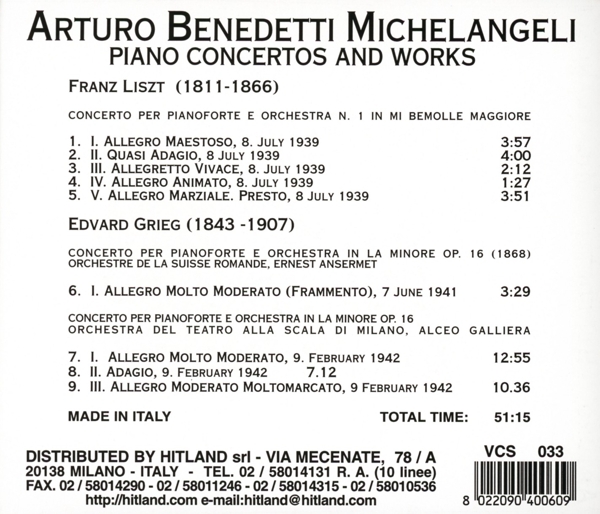 ARTURO BENEDETTI MICHELANGELI
PIANO CONCERTOS AND WORKS
FRANZ LISZT (1811-1866)
CONCERTO PER PIANOFORTE E ORCHESTRA N. 1 IN MI BEMOLLE MAGGIORE
1. I. ALLEGRO MAESTOSO, 8. JULY 1939 3:57
2. II. QUASI ADAGIO, 8 JULY 1939 4:00
3. III. ALLEGRETTO VIVACE, 8. JULY 1939 2:12
4. IV. ALLEGRO ANIMATO, 8. JULY 1939 1:27
5. V. ALLEGRO MARZIALE. PRESTO, 8 JULY 1939 3:51
EDVARD GRIEG (1843 -1907)
CONCERTO PER PIANOFORTE E ORCHESTRA IN LA MINORE OP. 16 (1868)
ORCHESTRE DE LA SUISSE ROMANDE, ERNEST ANSERMET
6. I. ALLEGRO MOLTO MODERATO (FRAMMENTO), 7 JUNE 1941 3:29
CONCERTO PER PIANOFORTE E ORCHESTRA IN LA MINORE OP. 16
ORCHESTRA DEL TEATRO ALLA SCALA DI MILANO, ALCEO GALLIERA
7. I. ALLEGRO MOLTO MODERATO, 9. FEBRUARY 1942 12:55
8. II. ADAGIO, 9. FEBRUARY 1942 7.12
9. III. ALLEGRO MODERATO MOLTOMARCATO, 9 FEBRUARY 1942 10.36
MADE IN ITALY TOTAL TIME: 51:15
DISTRIBUTED BY HITLAND srl - VIA MECENATE, 78 / A
20138 MILANO - ITALY - TEL. 02 / 58014131 R. A. (10 linee)
FAX. 02 / 58014290 - 02 / 58011246 - 02 / 58014315 - 02 / 58010536
http://hitland.com e-mail:hitland@hitland.com
VCS 033
8 022090 400609